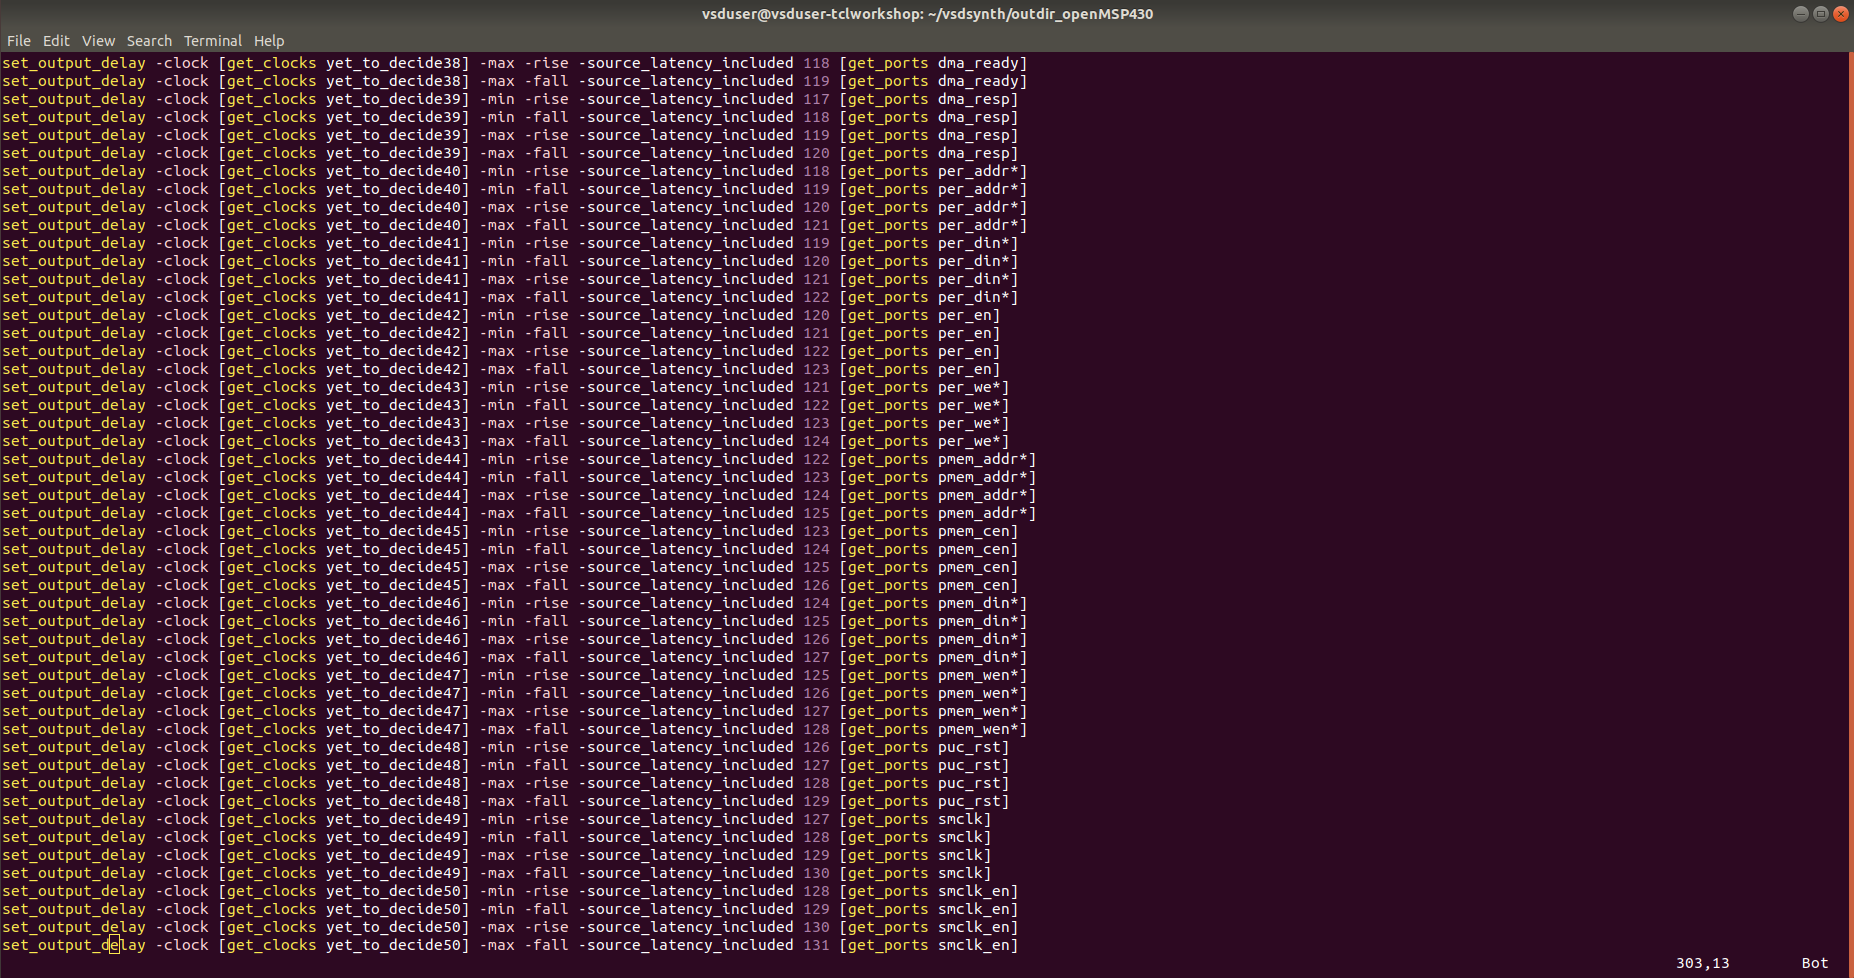 vsduser@vsduser-tclworkshop: ~/vsdsynth/outdir_openMSP430
File Edit View Search Terminal Help
set_output_delay -clock [get_clocks yet_to_decide38] -max -rise -source_latency_included 118 [get_ports dma_ready]
set_output_delay -clock [get_clocks yet_to_decide38] -max -fall -source_latency_included 119 [get_ports dma_ready]
set_output_delay -clock [get_clocks yet_to_decide39] -min -rise -source_latency_included 117 [get_ports dma_resp]
set_output_delay -clock [get_clocks yet_to_decide39] -min -fall -source_latency_included 118 [get_ports dma_resp]
set_output_delay -clock [get_clocks yet_to_decide39] -max -rise -source_latency_included 119 [get_ports dma_resp]
set_output_delay -clock [get_clocks yet_to_decide39] -max -fall -source_latency_included 120 [get_ports dma_resp]
set_output_delay -clock [get_clocks yet_to_decide40] -min -rise -source_latency_included 118 [get_ports per_addr*]
set_output_delay -clock [get_clocks yet_to_decide40] -min -fall -source_latency_included 119 [get_ports per_addr*]
set_output_delay -clock [get_clocks yet_to_decide40] -max -rise -source_latency_included 120 [get_ports per_addr*]
set_output_delay -clock [get_clocks yet_to_decide40] -max -fall -source_latency_included 121 [get_ports per_addr*]
set_output_delay -clock [get_clocks yet_to_decide41] -min -rise -source_latency_included 119 [get_ports per_din*]
set_output_delay -clock [get_clocks yet_to_decide41] -min -fall -source_latency_included 120 [get_ports per_din*]
set_output_delay -clock [get_clocks yet_to_decide41] -max -rise -source_latency_included 121 [get_ports per_din*]
set_output_delay -clock [get_clocks yet_to_decide41] -max -fall -source_latency_included 122 [get_ports per_din*]
set_output_delay -clock [get_clocks yet_to_decide42] -min -rise -source_latency_included 120 [get_ports per_en]
set_output_delay -clock [get_clocks yet_to_decide42] -min -fall -source_latency_included 121 [get_ports per_en]
set_output_delay -clock [get_clocks yet_to_decide42] -max -rise -source_latency_included 122 [get_ports per_en]
set_output_delay -clock [get_clocks yet_to_decide42] -max -fall -source_latency_included 123 [get_ports per_en]
set_output_delay -clock [get_clocks yet_to_decide43] -min -rise -source_latency_included 121 [get_ports per_we*]
set_output_delay -clock [get_clocks yet_to_decide43] -min -fall -source_latency_included 122 [get_ports per_we*]
set_output_delay -clock [get_clocks yet_to_decide43] -max -rise -source_latency_included 123 [get_ports per_we*]
set_output_delay -clock [get_clocks yet_to_decide43] -max -fall -source_latency_included 124 [get_ports per_we*]
set_output_delay -clock [get_clocks yet_to_decide44] -min -rise -source_latency_included 122 [get_ports pmem_addr*]
set_output_delay -clock [get_clocks yet_to_decide44] -min -fall -source_latency_included 123 [get_ports pmem_addr*]
set_output_delay -clock [get_clocks yet_to_decide44] -max -rise -source_latency_included 124 [get_ports pmem_addr*]
set_output_delay -clock [get_clocks yet_to_decide44] -max -fall -source_latency_included 125 [get_ports pmem_addr*]
set_output_delay -clock [get_clocks yet_to_decide45] -min -rise -source_latency_included 123 [get_ports pmem_cen]
set_output_delay -clock [get_clocks yet_to_decide45] -min -fall -source_latency_included 124 [get_ports pmem_cen]
set_output_delay -clock [get_clocks yet_to_decide45] -max -rise -source_latency_included 125 [get_ports pmem_cen]
set_output_delay -clock [get_clocks yet_to_decide45] -max -fall -source_latency_included 126 [get_ports pmem_cen]
set_output_delay -clock [get_clocks yet_to_decide46] -min -rise -source_latency_included 124 [get_ports pmem_din*]
set_output_delay -clock [get_clocks yet_to_decide46] -min -fall -source_latency_included 125 [get_ports pmem_din*]
set_output_delay -clock [get_clocks yet_to_decide46] -max -rise -source_latency_included 126 [get_ports pmem_din*]
set_output_delay -clock [get_clocks yet_to_decide46] -max -fall -source_latency_included 127 [get_ports pmem_din*]
set_output_delay -clock [get_clocks yet_to_decide47] -min -rise -source_latency_included 125 [get_ports pmem_wen*]
set_output_delay -clock [get_clocks yet_to_decide47] -min -fall -source_latency_included 126 [get_ports pmem_wen*]
set_output_delay -clock [get_clocks yet_to_decide47] -max -rise -source_latency_included 127 [get_ports pmem_wen*]
set_output_delay -clock [get_clocks yet_to_decide47] -max -fall -source_latency_included 128 [get_ports pmem_wen*]
set_output_delay -clock [get_clocks yet_to_decide48] -min -rise -source_latency_included 126 [get_ports puc_rst]
set_output_delay -clock [get_clocks yet_to_decide48] -min -fall -source_latency_included 127 [get_ports puc_rst]
set_output_delay -clock [get_clocks yet_to_decide48] -max -rise -source_latency_included 128 [get_ports puc_rst]
set_output_delay -clock [get_clocks yet_to_decide48] -max -fall -source_latency_included 129 [get_ports puc_rst]
set_output_delay -clock [get_clocks yet_to_decide49] -min -rise -source_latency_included 127 [get_ports smclk]
set_output_delay -clock [get_clocks yet_to_decide49] -min -fall -source_latency_included 128 [get_ports smclk]
set_output_delay -clock [get_clocks yet_to_decide49] -max -rise -source_latency_included 129 [get_ports smclk]
set_output_delay -clock [get_clocks yet_to_decide49] -max -fall -source_latency_included 130 [get_ports smclk]
set_output_delay -clock [get_clocks yet_to_decide50] -min -rise -source_latency_included 128 [get_ports smclk_en]
set_output_delay -clock [get_clocks yet_to_decide50] -min -fall -source_latency_included 129 [get_ports smclk_en]
set_output_delay -clock [get_clocks yet_to_decide50] -max -rise -source_latency_included 130 [get_ports smclk_en]
set_output_delay -clock [get_clocks yet_to_decide50] -max -fall -source_latency_included 131 [get_ports smclk_en]
303,13 Bot